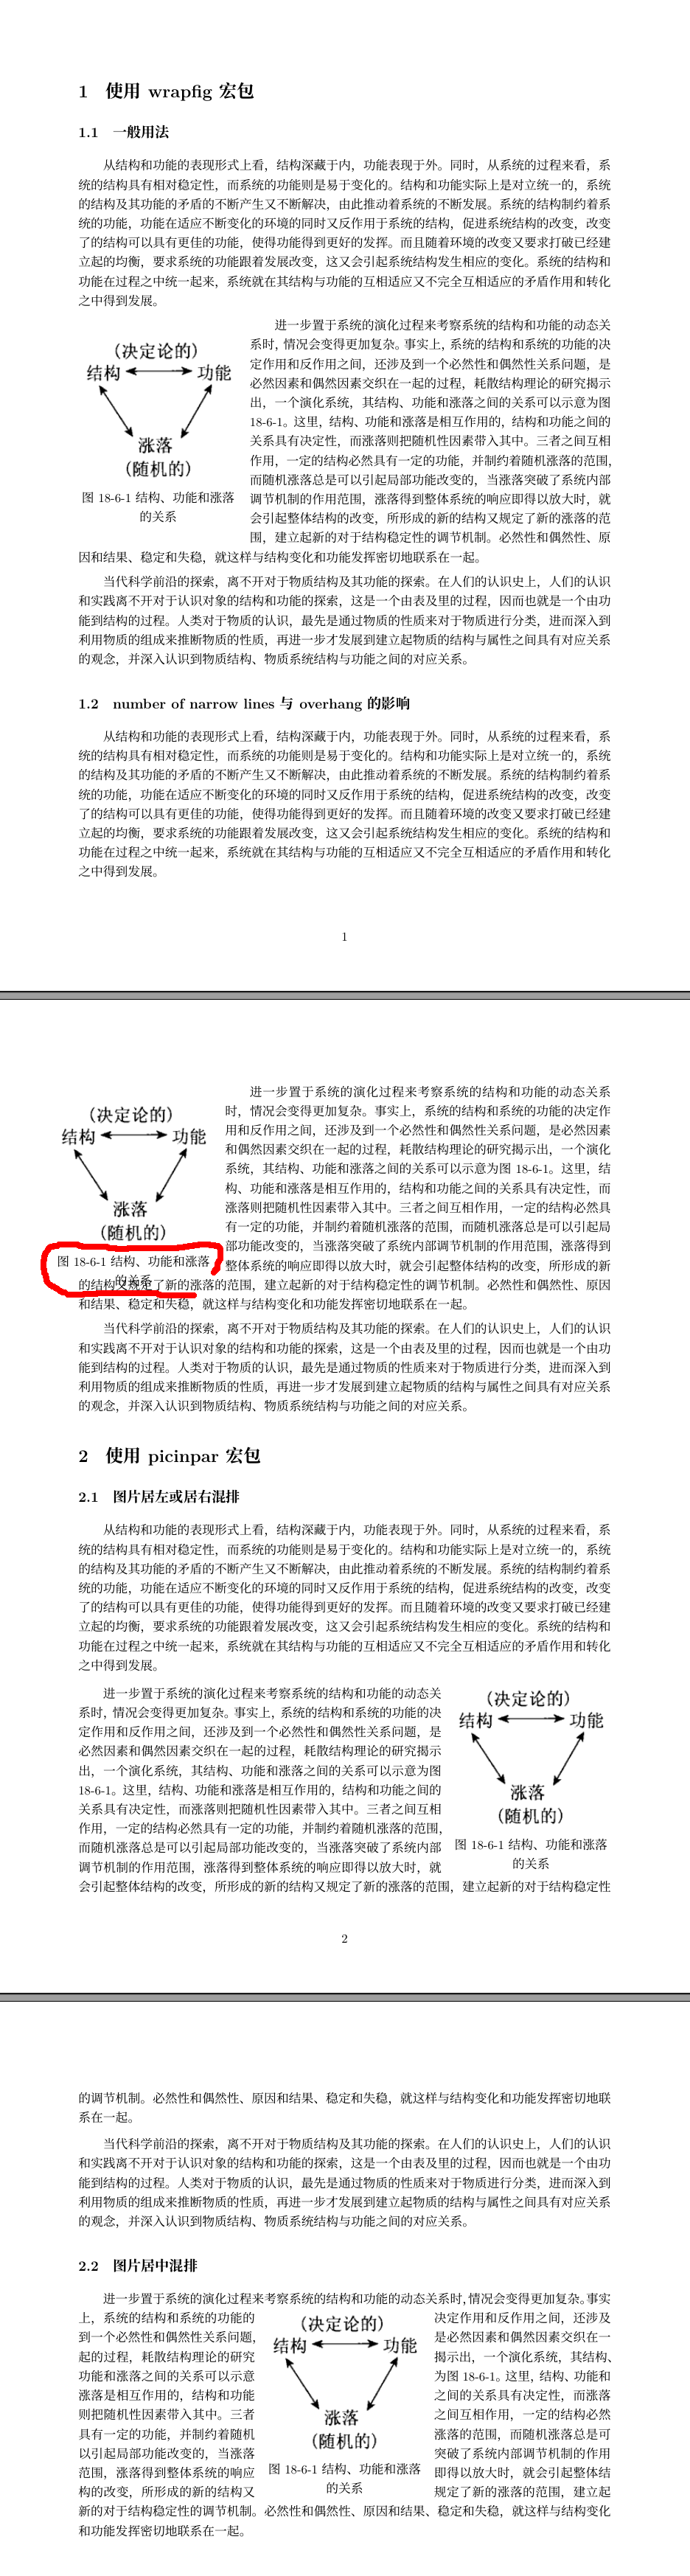 1 使用 wrapfig 宏包
1.1 一般用法
从结构和功能的表现形式上看，结构深藏于内，功能表现于外。同时，从系统的过程来看，系
统的结构具有相对稳定性，而系统的功能则是易于变化的。结构和功能实际上是对立统一的，系统
的结构及其功能的矛盾的不断产生又不断解决，由此推动着系统的不断发展。系统的结构制约着系
统的功能，功能在适应不断变化的环境的同时又反作用于系统的结构，促进系统结构的改变，改变
了的结构可以具有更佳的功能，使得功能得到更好的发挥。而且随着环境的改变又要求打破已经建
立起的均衡，要求系统的功能跟着发展改变，这又会引起系统结构发生相应的变化。系统的结构和
功能在过程之中统一起来，系统就在其结构与功能的互相适应又不完全互相适应的矛盾作用和转化
之中得到发展。
（决定论的）
结构 功能
涨落
（随机的）
图 18-6-1 结构、功能和涨落
的关系
进一步置于系统的演化过程来考察系统的结构和功能的动态关
系时，情况会变得更加复杂。事实上，系统的结构和系统的功能的决
定作用和反作用之间，还涉及到一个必然性和偶然性关系问题，是
必然因素和偶然因素交织在一起的过程，耗散结构理论的研究揭示
出，一个演化系统，其结构、功能和涨落之间的关系可以示意为图
18-6-1。这里，结构、功能和涨落是相互作用的，结构和功能之间的
关系具有决定性，而涨落则把随机性因素带入其中。三者之间互相
作用，一定的结构必然具有一定的功能，并制约着随机涨落的范围，
而随机涨落总是可以引起局部功能改变的，当涨落突破了系统内部
调节机制的作用范围，涨落得到整体系统的响应即得以放大时，就
会引起整体结构的改变，所形成的新的结构又规定了新的涨落的范
围，建立起新的对于结构稳定性的调节机制。必然性和偶然性、原
因和结果、稳定和失稳，就这样与结构变化和功能发挥密切地联系在一起。
当代科学前沿的探索，离不开对于物质结构及其功能的探索。在人们的认识史上，人们的认识
和实践离不开对于认识对象的结构和功能的探索，这是一个由表及里的过程，因而也就是一个由功
能到结构的过程。人类对于物质的认识，最先是通过物质的性质来对于物质进行分类，进而深入到
利用物质的组成来推断物质的性质，再进一步才发展到建立起物质的结构与属性之间具有对应关系
的观念，并深入认识到物质结构、物质系统结构与功能之间的对应关系。
1.2 number of narrow lines 与 overhang 的影响
从结构和功能的表现形式上看，结构深藏于内，功能表现于外。同时，从系统的过程来看，系
统的结构具有相对稳定性，而系统的功能则是易于变化的。结构和功能实际上是对立统一的，系统
的结构及其功能的矛盾的不断产生又不断解决，由此推动着系统的不断发展。系统的结构制约着系
统的功能，功能在适应不断变化的环境的同时又反作用于系统的结构，促进系统结构的改变，改变
了的结构可以具有更佳的功能，使得功能得到更好的发挥。而且随着环境的改变又要求打破已经建
立起的均衡，要求系统的功能跟着发展改变，这又会引起系统结构发生相应的变化。系统的结构和
功能在过程之中统一起来，系统就在其结构与功能的互相适应又不完全互相适应的矛盾作用和转化
之中得到发展。
1
（决定论的）
结构 功能
涨落
（随机的）
图 18-6-1 结构、功能和涨落
的关系
进一步置于系统的演化过程来考察系统的结构和功能的动态关系
时，情况会变得更加复杂。事实上，系统的结构和系统的功能的决定作
用和反作用之间，还涉及到一个必然性和偶然性关系问题，是必然因素
和偶然因素交织在一起的过程，耗散结构理论的研究揭示出，一个演化
系统，其结构、功能和涨落之间的关系可以示意为图 18-6-1。这里，结
构、功能和涨落是相互作用的，结构和功能之间的关系具有决定性，而
涨落则把随机性因素带入其中。三者之间互相作用，一定的结构必然具
有一定的功能，并制约着随机涨落的范围，而随机涨落总是可以引起局
部功能改变的，当涨落突破了系统内部调节机制的作用范围，涨落得到
整体系统的响应即得以放大时，就会引起整体结构的改变，所形成的新
的结构又规定了新的涨落的范围，建立起新的对于结构稳定性的调节机制。必然性和偶然性、原因
和结果、稳定和失稳，就这样与结构变化和功能发挥密切地联系在一起。
当代科学前沿的探索，离不开对于物质结构及其功能的探索。在人们的认识史上，人们的认识
和实践离不开对于认识对象的结构和功能的探索，这是一个由表及里的过程，因而也就是一个由功
能到结构的过程。人类对于物质的认识，最先是通过物质的性质来对于物质进行分类，进而深入到
利用物质的组成来推断物质的性质，再进一步才发展到建立起物质的结构与属性之间具有对应关系
的观念，并深入认识到物质结构、物质系统结构与功能之间的对应关系。
2 使用 picinpar 宏包
2.1 图片居左或居右混排
从结构和功能的表现形式上看，结构深藏于内，功能表现于外。同时，从系统的过程来看，系
统的结构具有相对稳定性，而系统的功能则是易于变化的。结构和功能实际上是对立统一的，系统
的结构及其功能的矛盾的不断产生又不断解决，由此推动着系统的不断发展。系统的结构制约着系
统的功能，功能在适应不断变化的环境的同时又反作用于系统的结构，促进系统结构的改变，改变
了的结构可以具有更佳的功能，使得功能得到更好的发挥。而且随着环境的改变又要求打破已经建
立起的均衡，要求系统的功能跟着发展改变，这又会引起系统结构发生相应的变化。系统的结构和
功能在过程之中统一起来，系统就在其结构与功能的互相适应又不完全互相适应的矛盾作用和转化
之中得到发展。
进一步置于系统的演化过程来考察系统的结构和功能的动态关
系时，情况会变得更加复杂。事实上，系统的结构和系统的功能的决
定作用和反作用之间，还涉及到一个必然性和偶然性关系问题，是
必然因素和偶然因素交织在一起的过程，耗散结构理论的研究揭示
出，一个演化系统，其结构、功能和涨落之间的关系可以示意为图
18-6-1。这里，结构、功能和涨落是相互作用的，结构和功能之间的
关系具有决定性，而涨落则把随机性因素带入其中。三者之间互相
作用，一定的结构必然具有一定的功能，并制约着随机涨落的范围，
而随机涨落总是可以引起局部功能改变的，当涨落突破了系统内部
调节机制的作用范围，涨落得到整体系统的响应即得以放大时，就
会引起整体结构的改变，所形成的新的结构又规定了新的涨落的范围，建立起新的对于结构稳定性
（决定论的）
结构 功能
涨落
（随机的）
图 18-6-1 结构、功能和涨落
的关系
2
的调节机制。必然性和偶然性、原因和结果、稳定和失稳，就这样与结构变化和功能发挥密切地联
系在一起。
当代科学前沿的探索，离不开对于物质结构及其功能的探索。在人们的认识史上，人们的认识
和实践离不开对于认识对象的结构和功能的探索，这是一个由表及里的过程，因而也就是一个由功
能到结构的过程。人类对于物质的认识，最先是通过物质的性质来对于物质进行分类，进而深入到
利用物质的组成来推断物质的性质，再进一步才发展到建立起物质的结构与属性之间具有对应关系
的观念，并深入认识到物质结构、物质系统结构与功能之间的对应关系。
2.2 图片居中混排
进一步置于系统的演化过程来考察系统的结构和功能的动态关系时，情况会变得更加复杂。事实
上，系统的结构和系统的功能的 决定作用和反作用之间，还涉及
到一个必然性和偶然性关系问题， 是必然因素和偶然因素交织在一
起的过程，耗散结构理论的研究 揭示出，一个演化系统，其结构、
功能和涨落之间的关系可以示意 为图 18-6-1。这里，结构、功能和
涨落是相互作用的，结构和功能 之间的关系具有决定性，而涨落
则把随机性因素带入其中。三者 之间互相作用，一定的结构必然
具有一定的功能，并制约着随机 涨落的范围，而随机涨落总是可
以引起局部功能改变的，当涨落 突破了系统内部调节机制的作用
范围，涨落得到整体系统的响应 即得以放大时，就会引起整体结
构的改变，所形成的新的结构又 规定了新的涨落的范围，建立起
（决定论的）
结构 功能
涨落
（随机的）
图 18-6-1 结构、功能和涨落
的关系
新的对于结构稳定性的调节机制。必然性和偶然性、原因和结果、稳定和失稳，就这样与结构变化
和功能发挥密切地联系在一起。